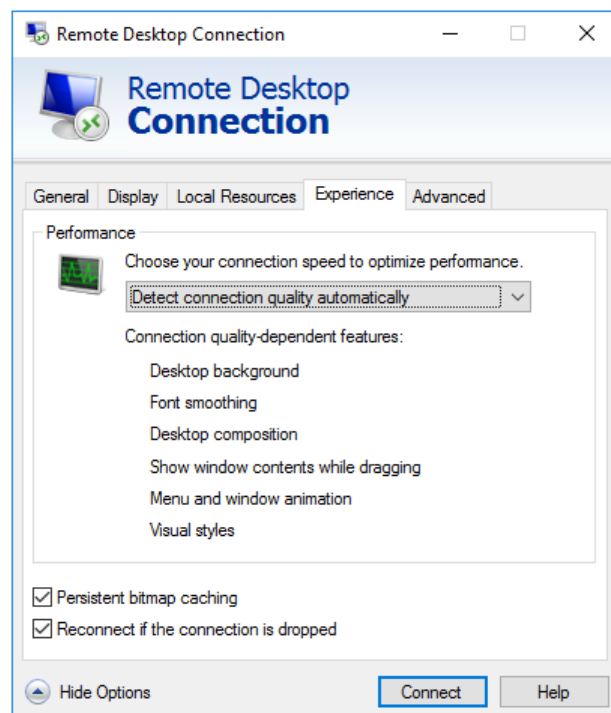 Remote Desktop Connection
Remote Desktop
Connection
General Display Local Resources Experience Advanced
Performance
Choose your connection speed to optimize performance.
Detect connection quality automatically
Connection quality-dependent features:
Desktop background
Font smoothing
Desktop composition
Show window contents while dragging
Menu and window animation
Visual styles
Persistent bitmap caching
Reconnect if the connection is dropped
Hide Options Connect Help